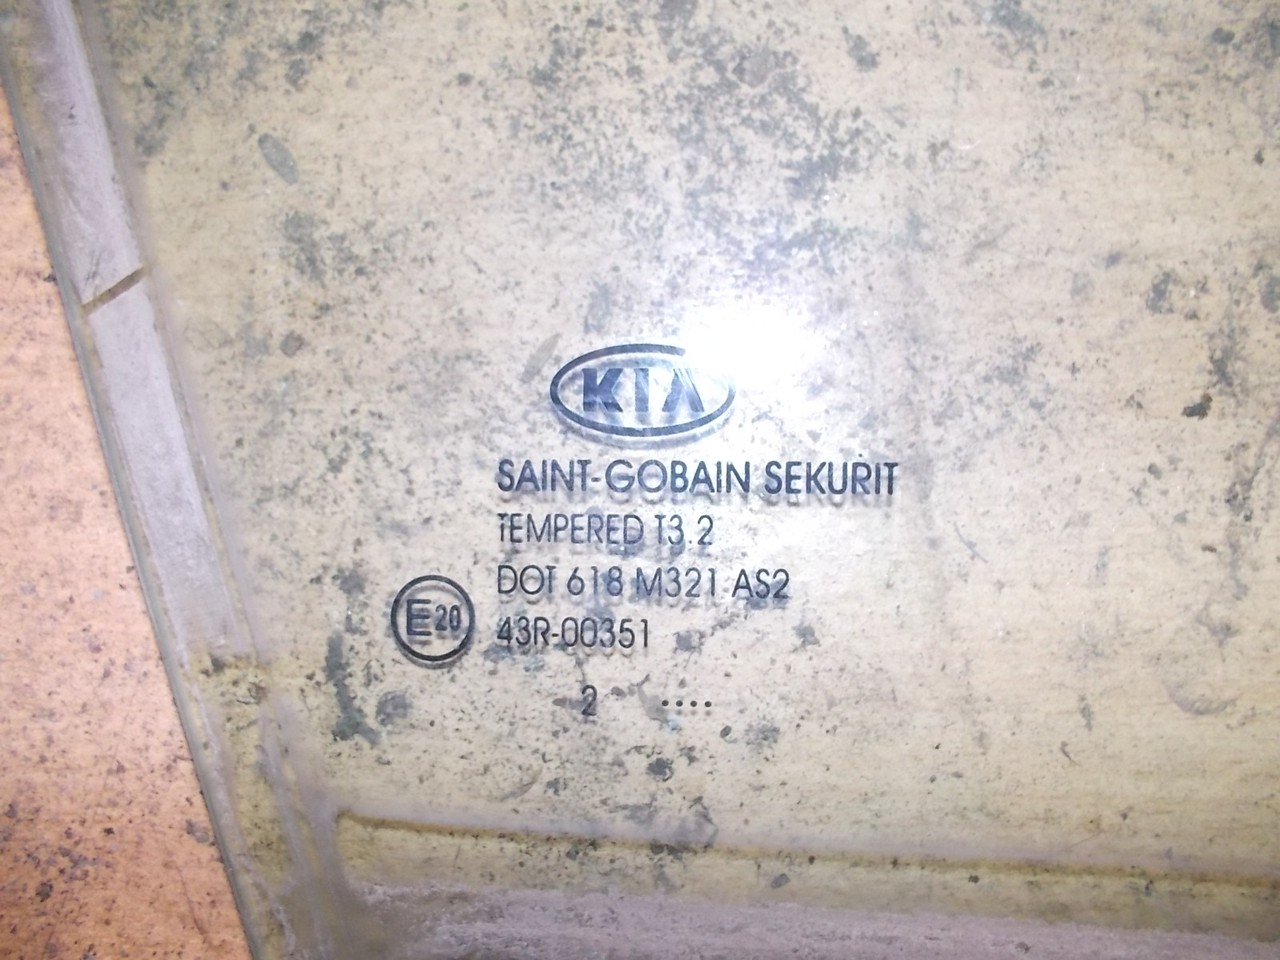 KIA
SAINT-GOBAIN SEKURIT
TEMPERED T3.2
DOT 618 M321 AS2
E20 43R-00351
2 ....